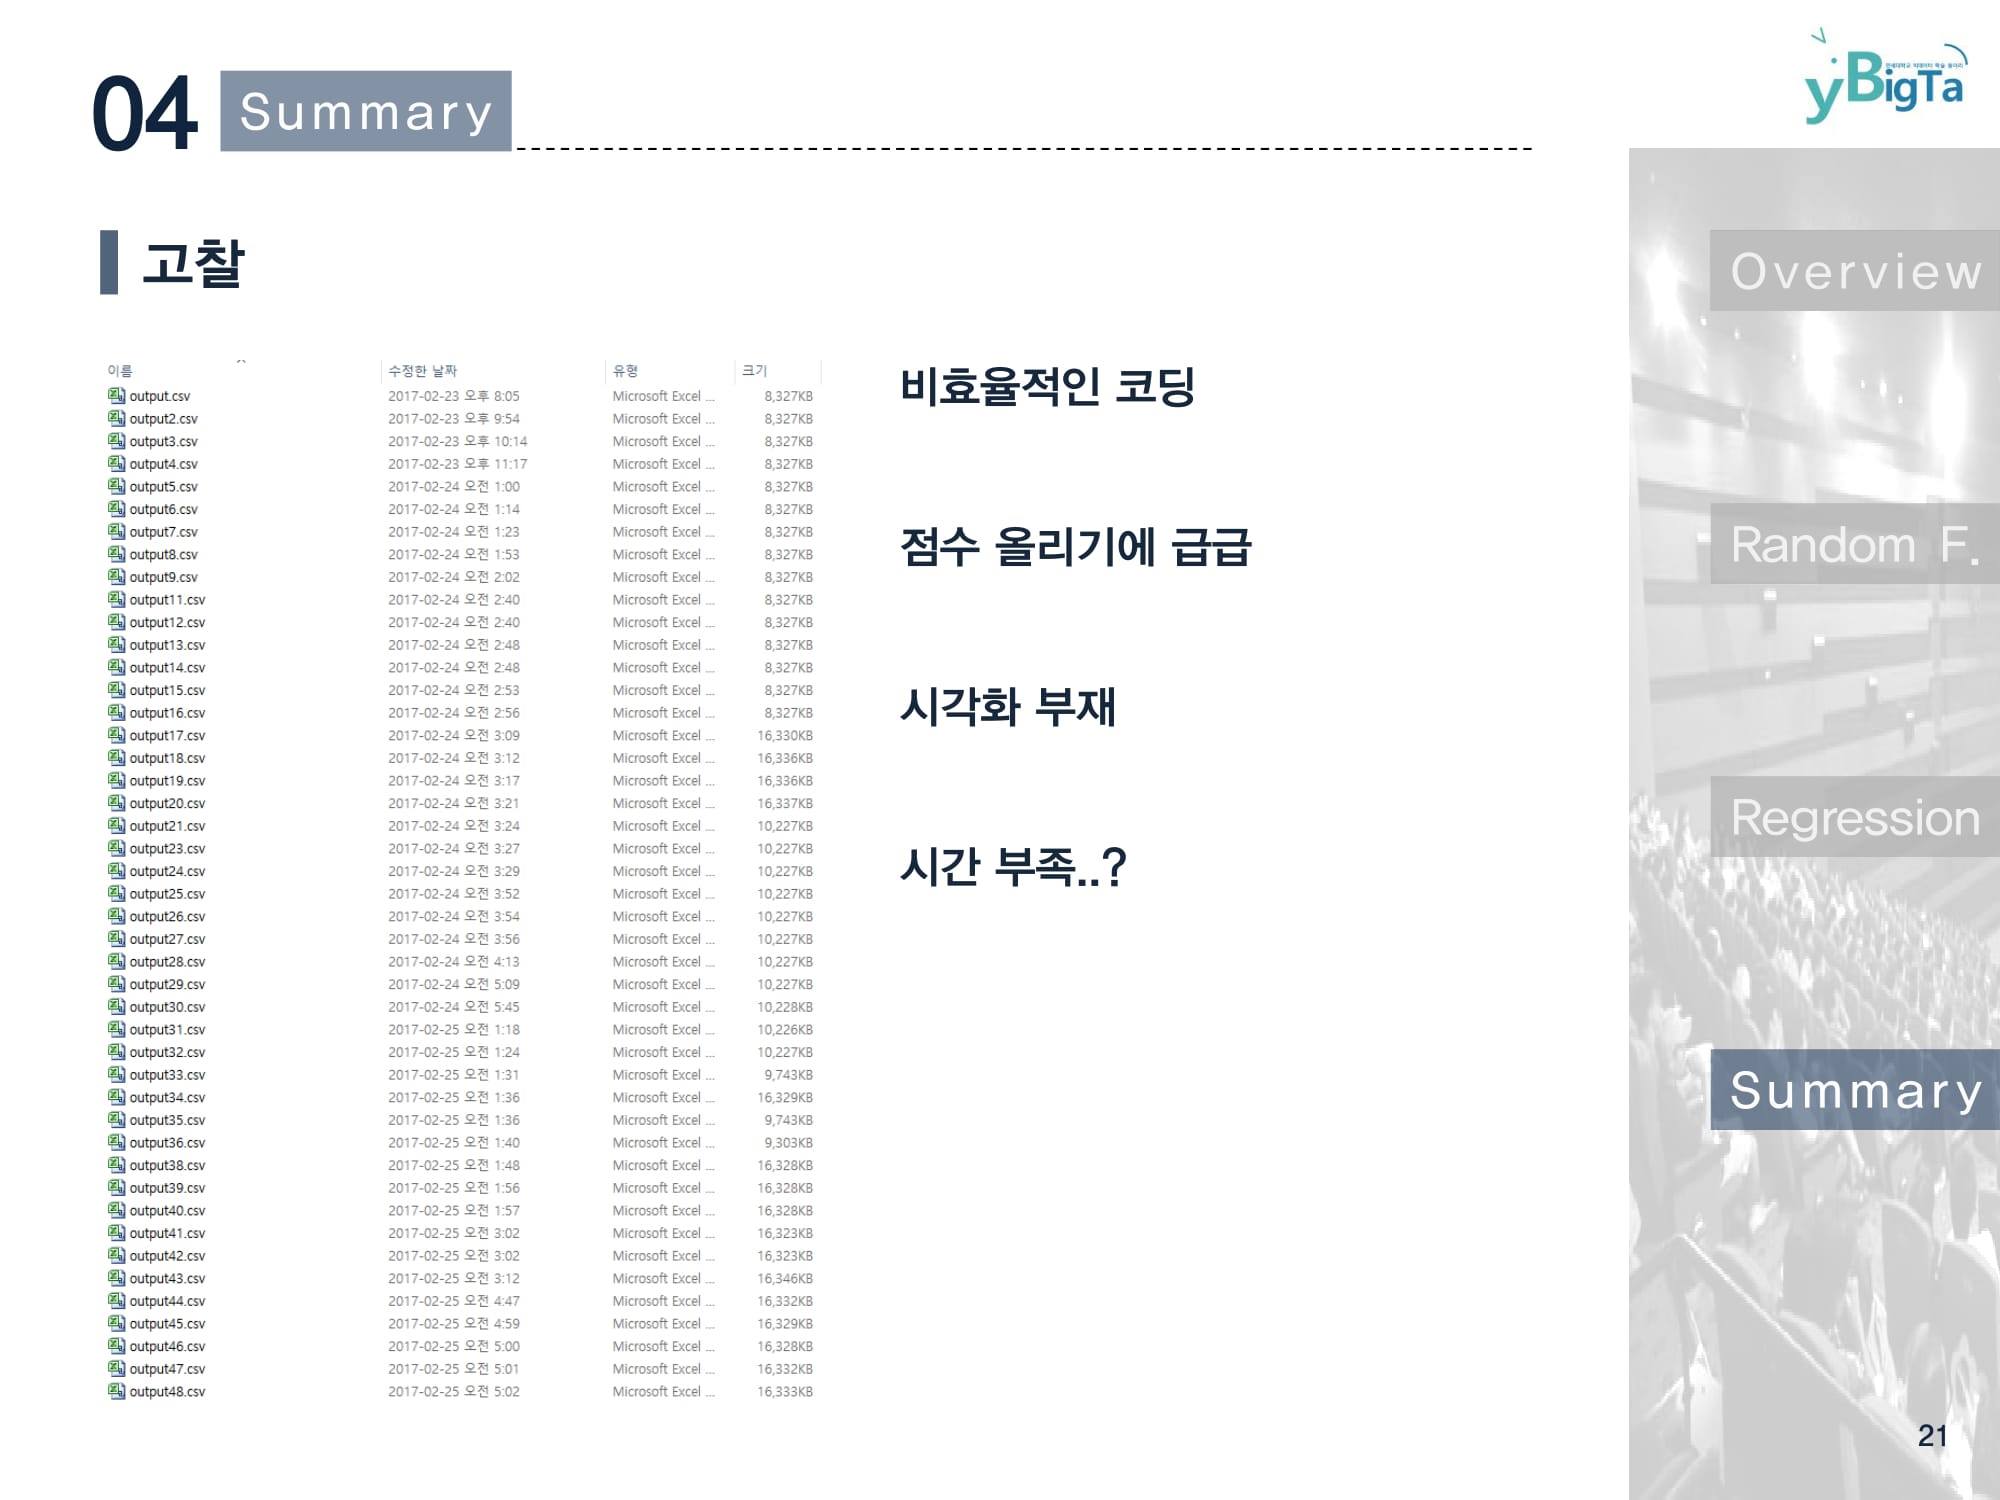 04 Summary
yBigTa
연세대학교 빅데이터 학술 동아리
고찰
이름 수정한 날짜 유형 크기
output.csv 2017-02-23 오후 8:05 Microsoft Excel ... 8,327KB
output2.csv 2017-02-23 오후 9:54 Microsoft Excel ... 8,327KB
output3.csv 2017-02-23 오후 10:14 Microsoft Excel ... 8,327KB
output4.csv 2017-02-23 오후 11:17 Microsoft Excel ... 8,327KB
output5.csv 2017-02-24 오전 1:00 Microsoft Excel ... 8,327KB
output6.csv 2017-02-24 오전 1:14 Microsoft Excel ... 8,327KB
output7.csv 2017-02-24 오전 1:23 Microsoft Excel ... 8,327KB
output8.csv 2017-02-24 오전 1:53 Microsoft Excel ... 8,327KB
output9.csv 2017-02-24 오전 2:02 Microsoft Excel ... 8,327KB
output11.csv 2017-02-24 오전 2:40 Microsoft Excel ... 8,327KB
output12.csv 2017-02-24 오전 2:40 Microsoft Excel ... 8,327KB
output13.csv 2017-02-24 오전 2:48 Microsoft Excel ... 8,327KB
output14.csv 2017-02-24 오전 2:48 Microsoft Excel ... 8,327KB
output15.csv 2017-02-24 오전 2:53 Microsoft Excel ... 8,327KB
output16.csv 2017-02-24 오전 2:56 Microsoft Excel ... 8,327KB
output17.csv 2017-02-24 오전 3:09 Microsoft Excel ... 16,330KB
output18.csv 2017-02-24 오전 3:12 Microsoft Excel ... 16,336KB
output19.csv 2017-02-24 오전 3:17 Microsoft Excel ... 16,336KB
output20.csv 2017-02-24 오전 3:21 Microsoft Excel ... 16,337KB
output21.csv 2017-02-24 오전 3:24 Microsoft Excel ... 10,227KB
output23.csv 2017-02-24 오전 3:27 Microsoft Excel ... 10,227KB
output24.csv 2017-02-24 오전 3:29 Microsoft Excel ... 10,227KB
output25.csv 2017-02-24 오전 3:52 Microsoft Excel ... 10,227KB
output26.csv 2017-02-24 오전 3:54 Microsoft Excel ... 10,227KB
output27.csv 2017-02-24 오전 3:56 Microsoft Excel ... 10,227KB
output28.csv 2017-02-24 오전 4:13 Microsoft Excel ... 10,227KB
output29.csv 2017-02-24 오전 5:09 Microsoft Excel ... 10,227KB
output30.csv 2017-02-24 오전 5:45 Microsoft Excel ... 10,228KB
output31.csv 2017-02-25 오전 1:18 Microsoft Excel ... 10,226KB
output32.csv 2017-02-25 오전 1:24 Microsoft Excel ... 10,227KB
output33.csv 2017-02-25 오전 1:31 Microsoft Excel ... 9,743KB
output34.csv 2017-02-25 오전 1:36 Microsoft Excel ... 16,329KB
output35.csv 2017-02-25 오전 1:36 Microsoft Excel ... 9,743KB
output36.csv 2017-02-25 오전 1:40 Microsoft Excel ... 9,303KB
output38.csv 2017-02-25 오전 1:48 Microsoft Excel ... 16,328KB
output39.csv 2017-02-25 오전 1:56 Microsoft Excel ... 16,328KB
output40.csv 2017-02-25 오전 1:57 Microsoft Excel ... 16,328KB
output41.csv 2017-02-25 오전 3:02 Microsoft Excel ... 16,323KB
output42.csv 2017-02-25 오전 3:02 Microsoft Excel ... 16,323KB
output43.csv 2017-02-25 오전 3:12 Microsoft Excel ... 16,346KB
output44.csv 2017-02-25 오전 4:47 Microsoft Excel ... 16,332KB
output45.csv 2017-02-25 오전 4:59 Microsoft Excel ... 16,329KB
output46.csv 2017-02-25 오전 5:00 Microsoft Excel ... 16,328KB
output47.csv 2017-02-25 오전 5:01 Microsoft Excel ... 16,332KB
output48.csv 2017-02-25 오전 5:02 Microsoft Excel ... 16,333KB
비효율적인 코딩
점수 올리기에 급급
시각화 부재
시간 부족..?
Overview
Random F.
Regression
Summary
21